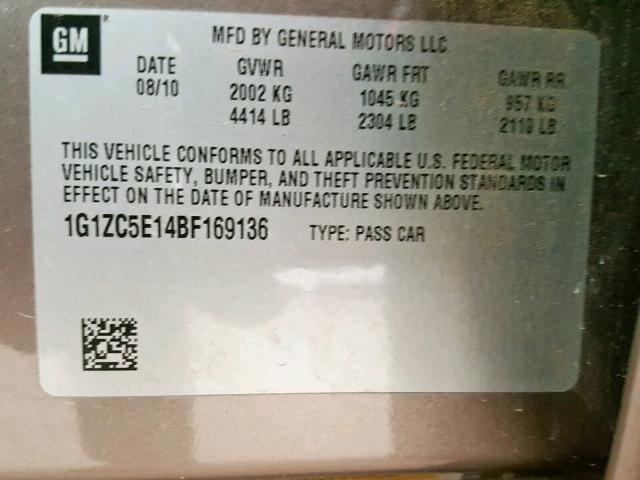 GM ®
MFD BY GENERAL MOTORS LLC
DATE GVWR GAWR FRT GAWR RR
08/10 2002 KG 1045 KG 957 KG
4414 LB 2304 LB 2110 LB
THIS VEHICLE CONFORMS TO ALL APPLICABLE U.S. FEDERAL MOTOR
VEHICLE SAFETY, BUMPER, AND THEFT PREVENTION STANDARDS IN
EFFECT ON THE DATE OF MANUFACTURE SHOWN ABOVE.
1G1ZC5E14BF169136 TYPE: PASS CAR